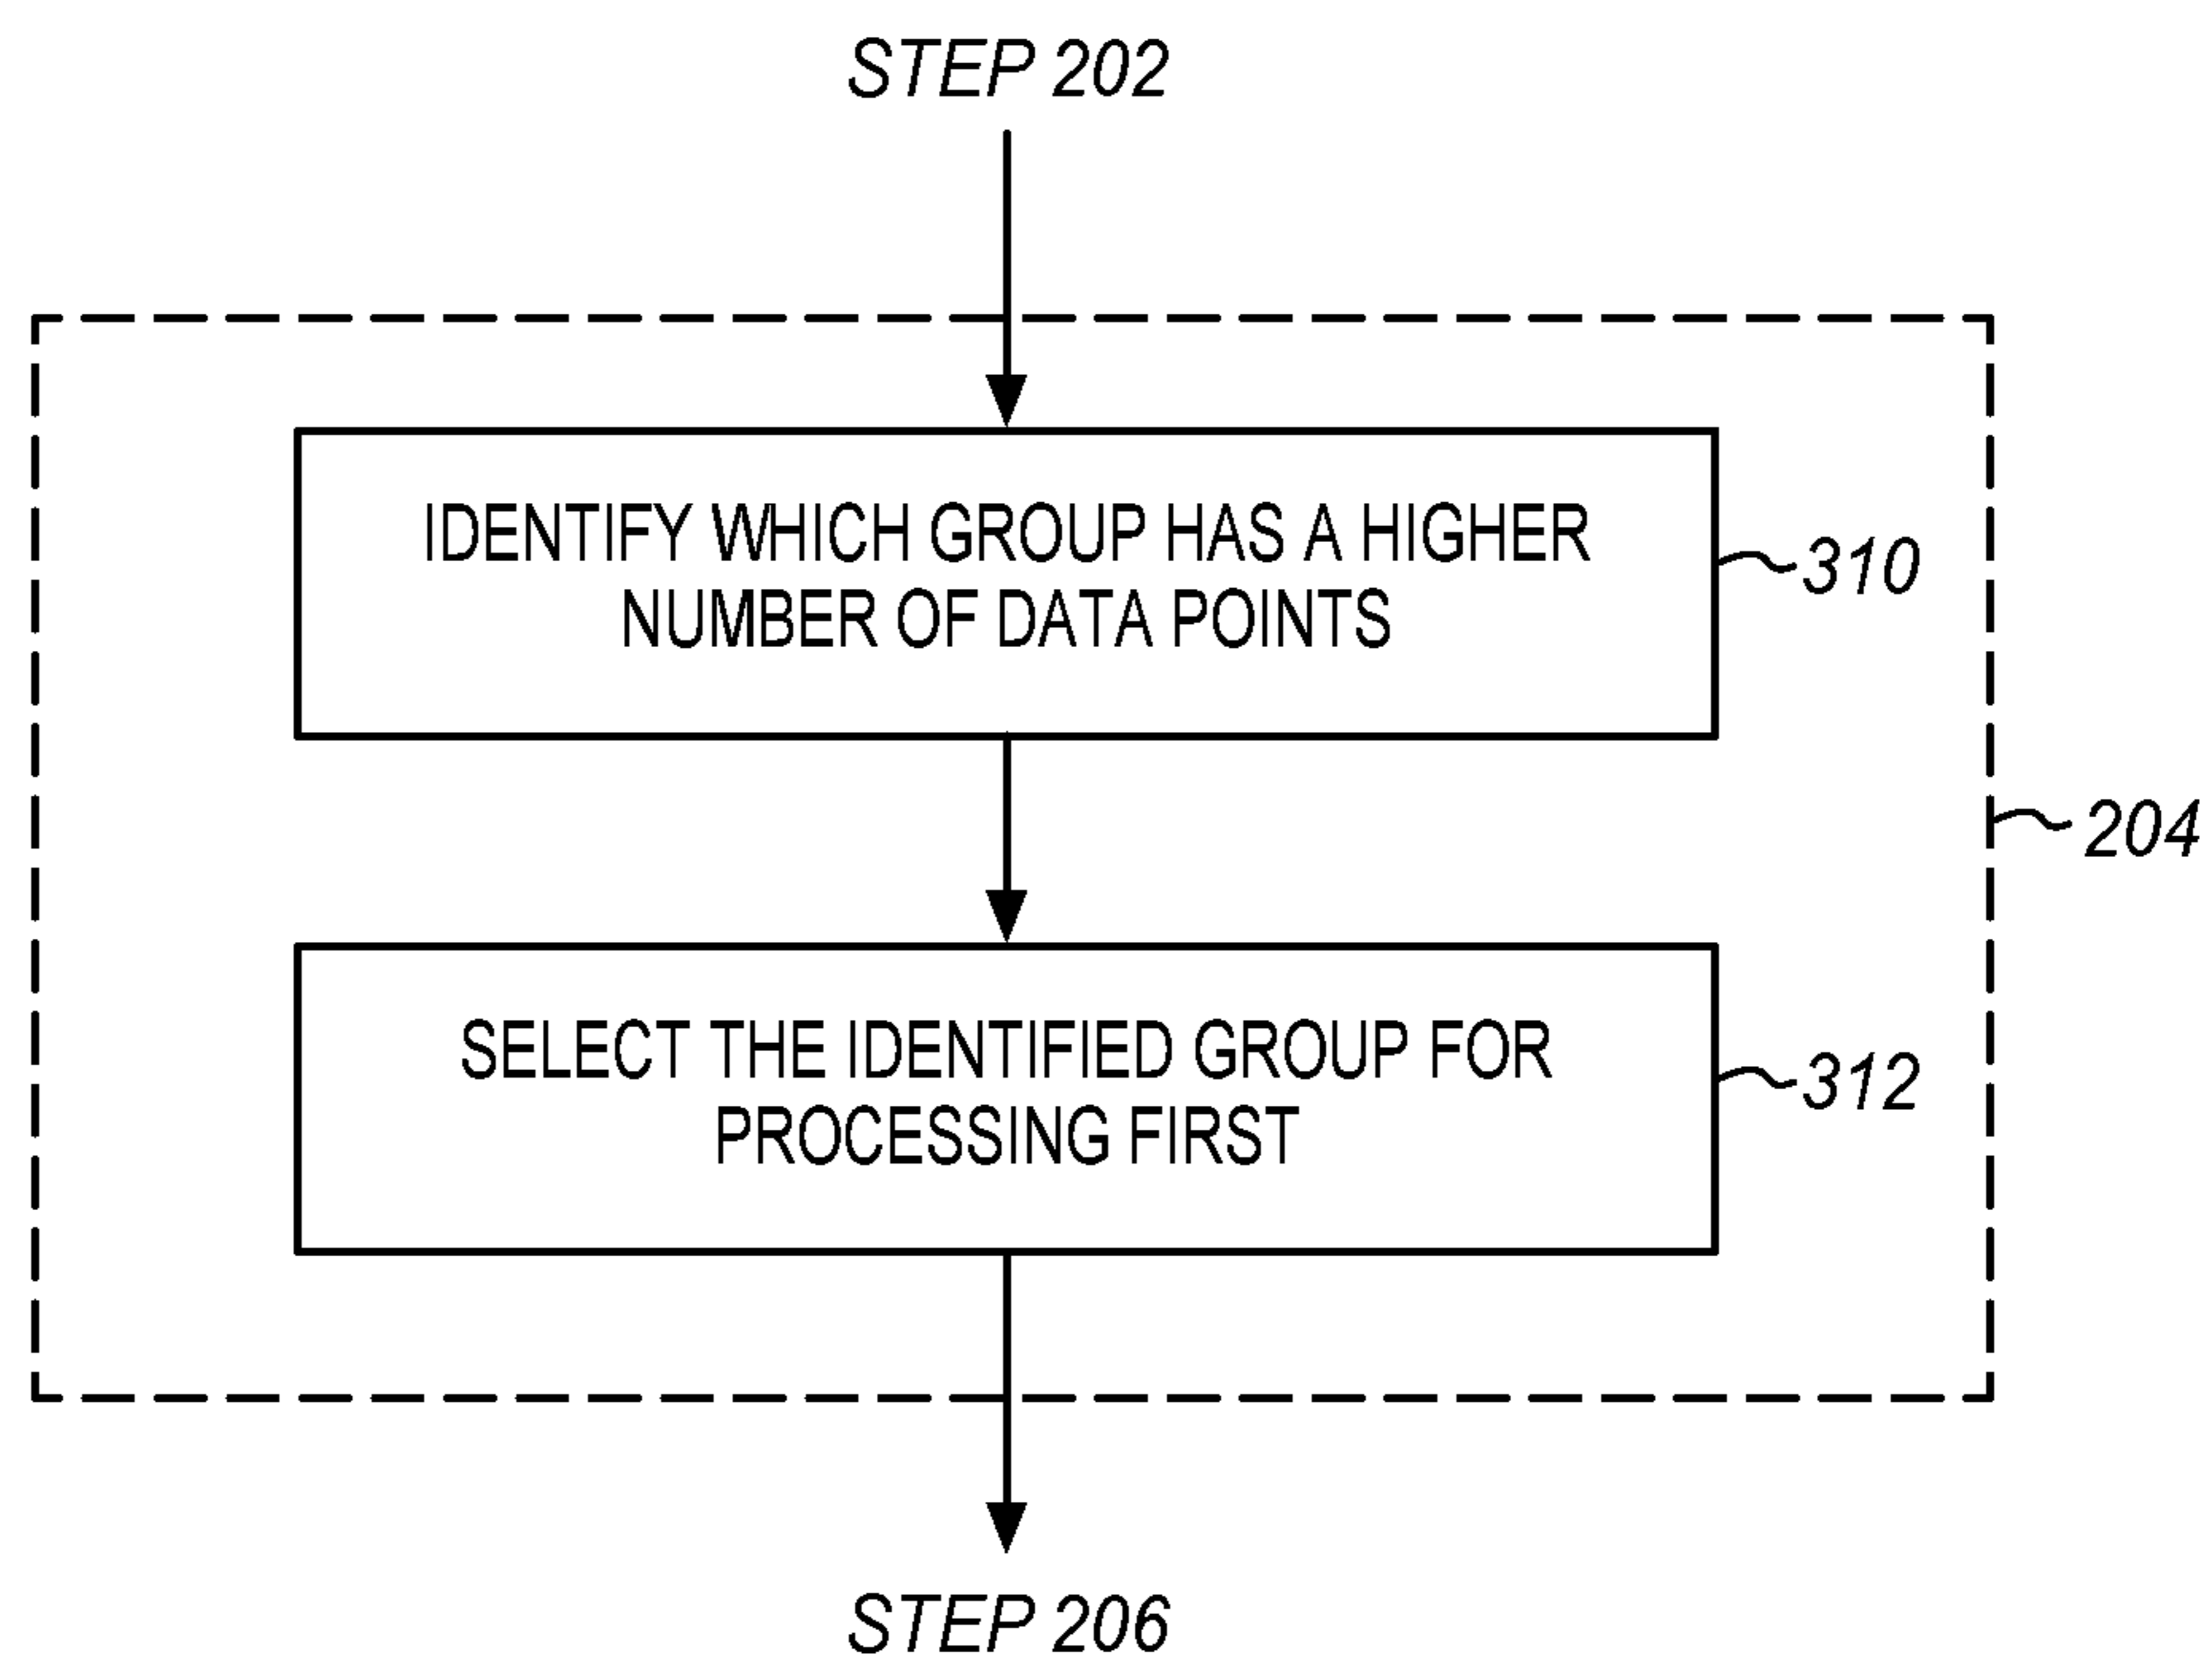 STEP 202
IDENTIFY WHICH GROUP HAS A HIGHER
NUMBER OF DATA POINTS
310
204
SELECT THE IDENTIFIED GROUP FOR
PROCESSING FIRST
312
STEP 206